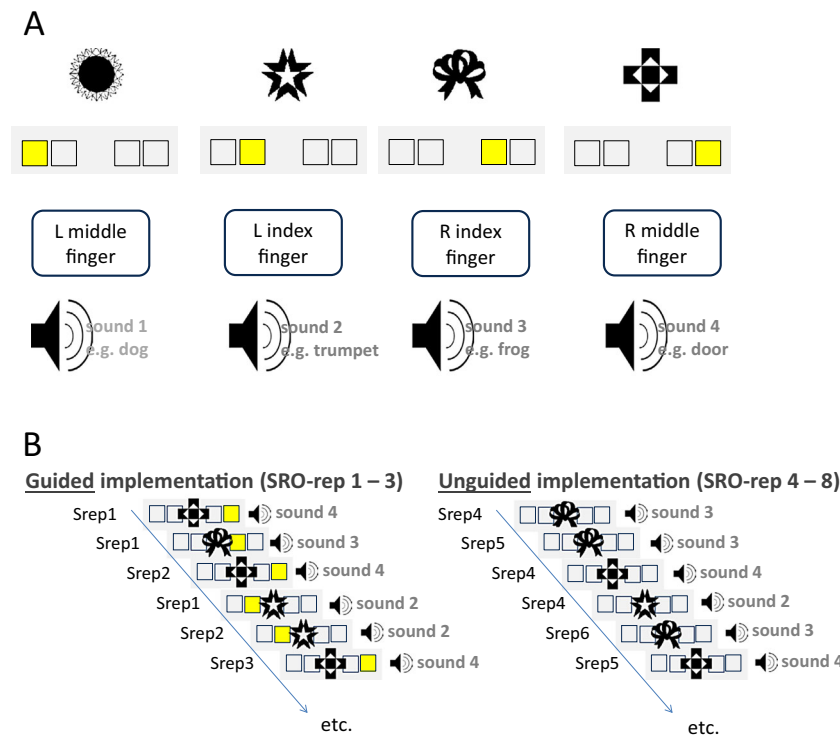 A
L middle
finger
L index
finger
R index
finger
R middle
finger
sound 1
e.g. dog
sound 2
e.g. trumpet
sound 3
e.g. frog
sound 4
e.g. door
B
Guided implementation (SRO-rep 1 – 3)
Srep1
sound 4
Srep1
sound 3
Srep2
sound 4
Srep1
sound 2
Srep2
sound 2
Srep3
sound 4
etc.
Unguided implementation (SRO-rep 4 – 8)
Srep4
sound 3
Srep5
sound 3
Srep4
sound 4
Srep4
sound 2
Srep6
sound 3
Srep5
sound 4
etc.